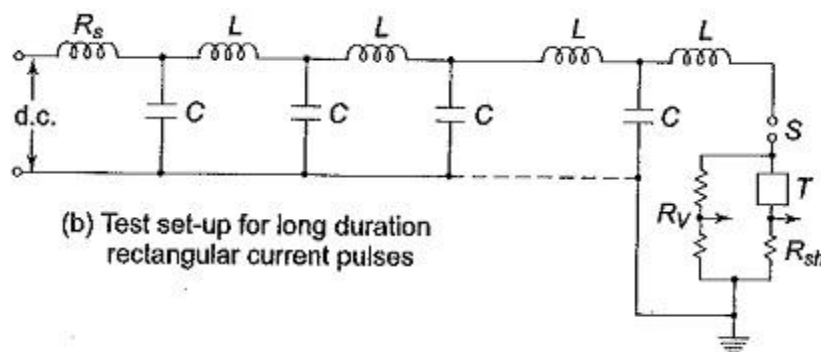 Rs L L L L
d.c. C C C C S
RV T
Rsh
(b) Test set-up for long duration
rectangular current pulses